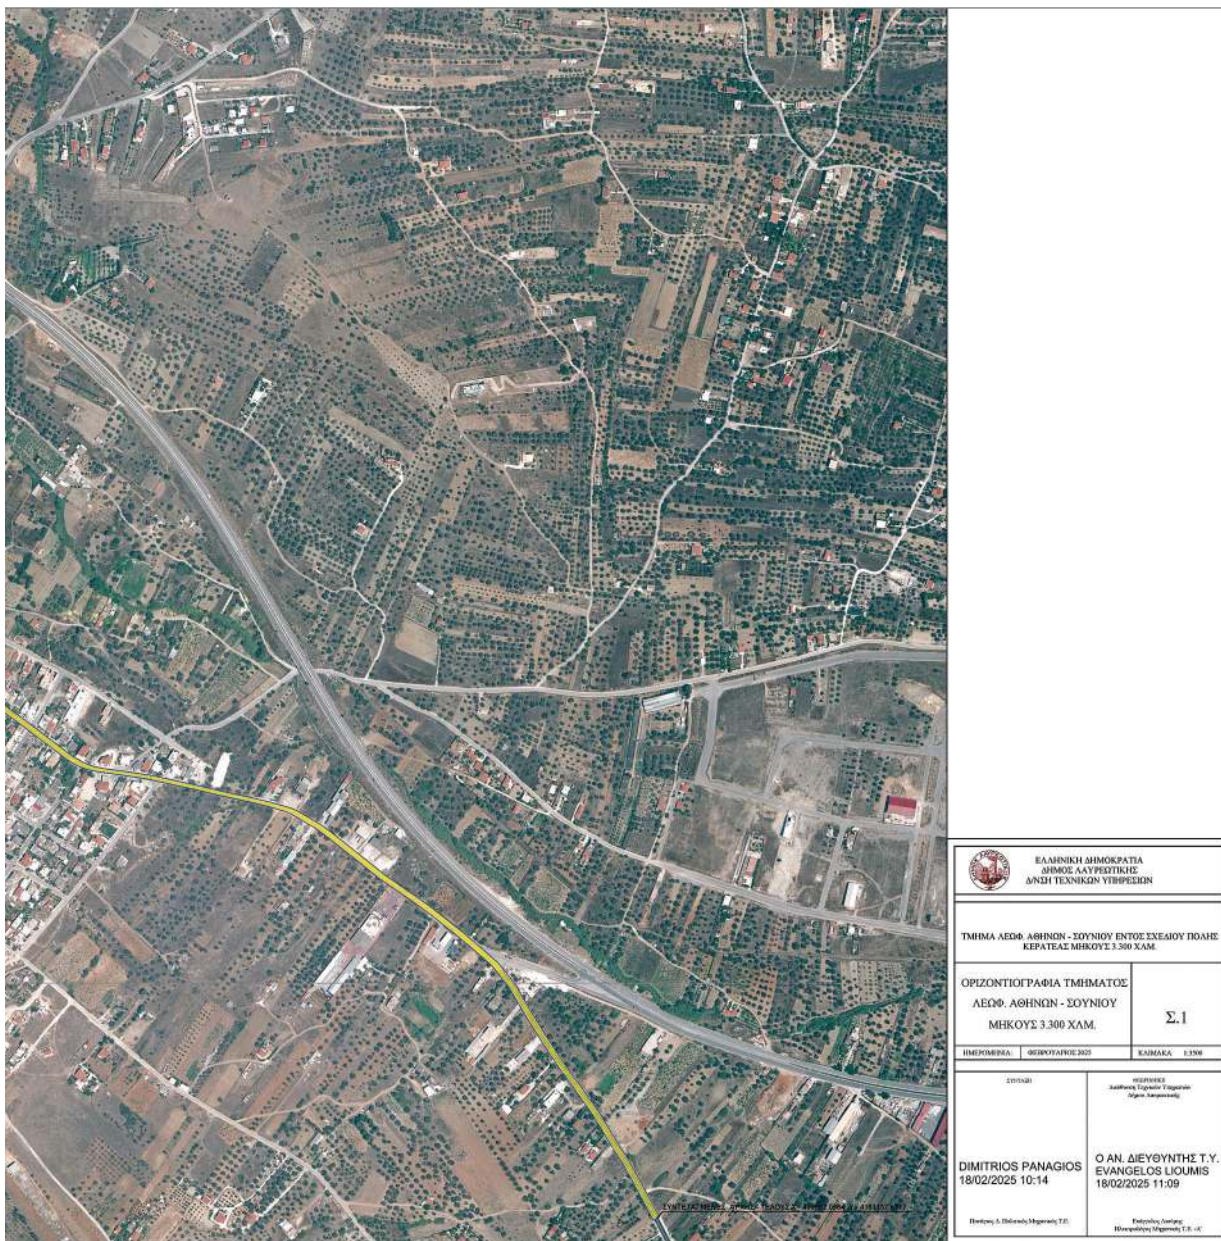 ΕΛΛΗΝΙΚΗ ΔΗΜΟΚΡΑΤΙΑ
ΔΗΜΟΣ ΛΑΥΡΕΩΤΙΚΗΣ
Δ/ΝΣΗ ΤΕΧΝΙΚΩΝ ΥΠΗΡΕΣΙΩΝ
ΤΜΗΜΑ ΛΕΩΦ. ΑΘΗΝΩΝ - ΣΟΥΝΙΟΥ ΕΝΤΟΣ ΣΧΕΔΙΟΥ ΠΟΛΗΣ
ΚΕΡΑΤΕΑΣ ΜΗΚΟΥΣ 3.300 ΧΛΜ.
ΟΡΙΖΟΝΤΙΟΓΡΑΦΙΑ ΤΜΗΜΑΤΟΣ
ΛΕΩΦ. ΑΘΗΝΩΝ - ΣΟΥΝΙΟΥ
ΜΗΚΟΥΣ 3.300 ΧΛΜ.
Σ.1
ΗΜΕΡΟΜΗΝΙΑ: ΦΕΒΡΟΥΑΡΙΟΣ 2025
ΚΛΙΜΑΚΑ
DIMITRIOS PANAGIOS
18/02/2025 10:14
Ο ΑΝ. ΔΙΕΥΘΥΝΤΗΣ Τ.Υ.
EVANGELOS LIOUMIS
18/02/2025 11:09